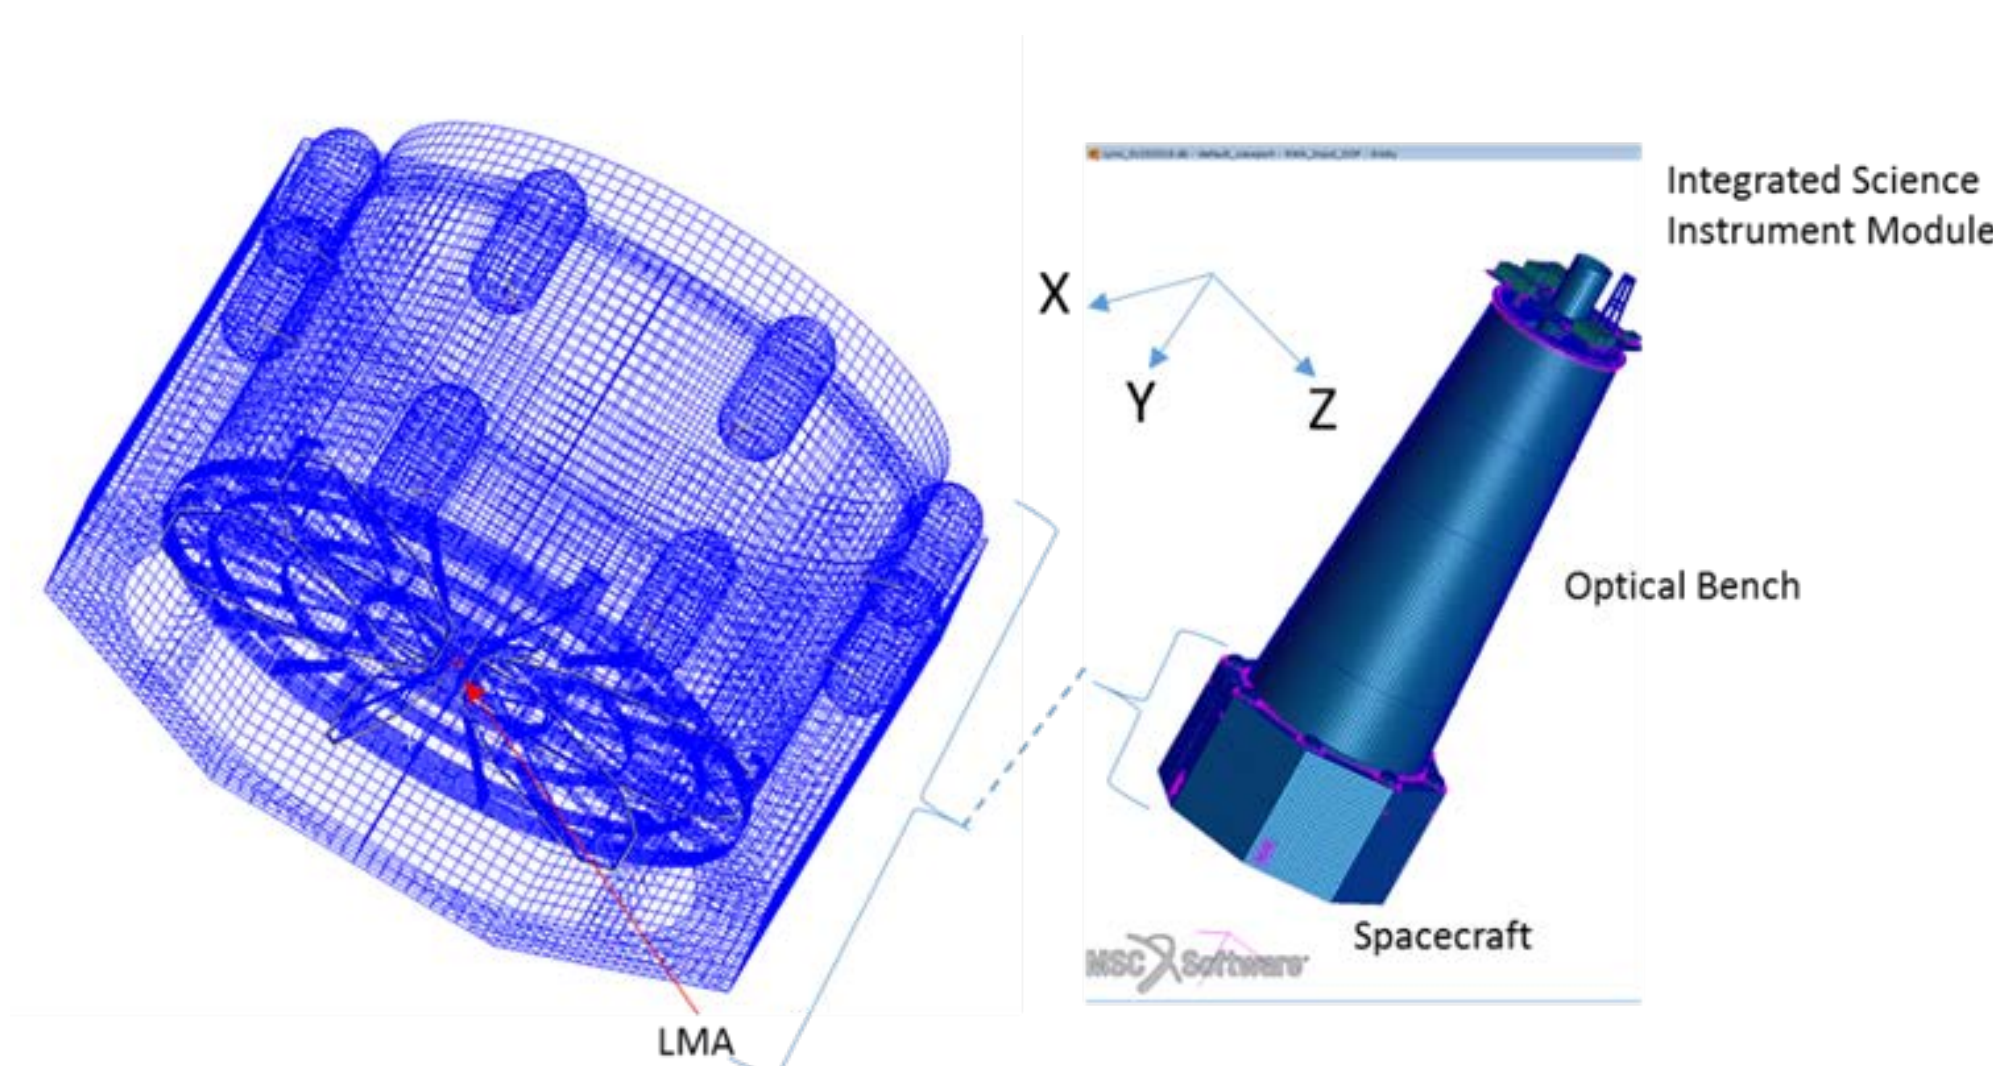 Integrated Science
Instrument Module
X
Y
Z
Optical Bench
Spacecraft
MSC Software
LMA